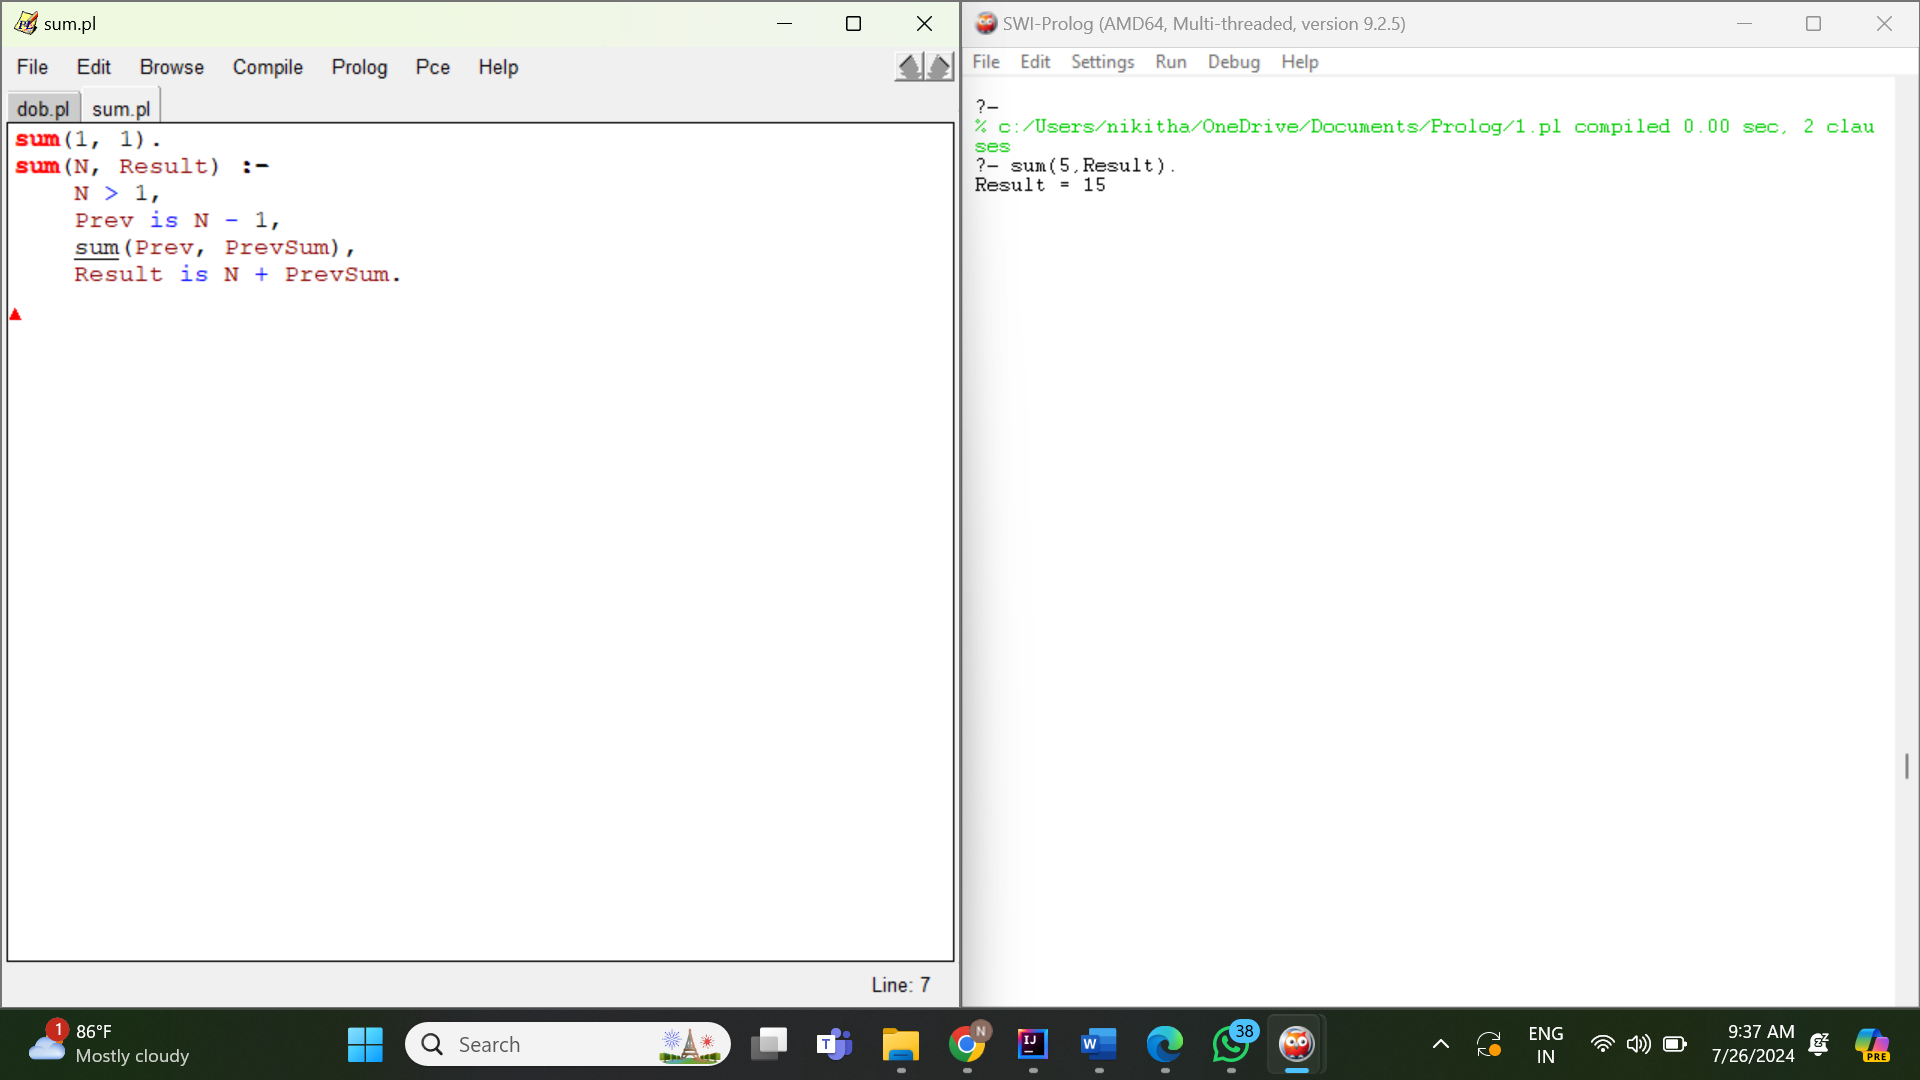 sum.pl
File Edit Browse Compile Prolog Pce Help
dob.pl sum.pl
sum(1, 1).
sum(N, Result) :-
N > 1,
Prev is N - 1,
sum(Prev, PrevSum),
Result is N + PrevSum.
Line: 7
SWI-Prolog (AMD64, Multi-threaded, version 9.2.5)
File Edit Settings Run Debug Help
?-
% c:/Users/nikitha/OneDrive/Documents/Prolog/1.pl compiled 0.00 sec, 2 clau
ses
?- sum(5,Result).
Result = 15
1 86°F
Mostly cloudy
Search
T
N
IJ
W
38
ENG
IN
9:37 AM
7/26/2024
PRE